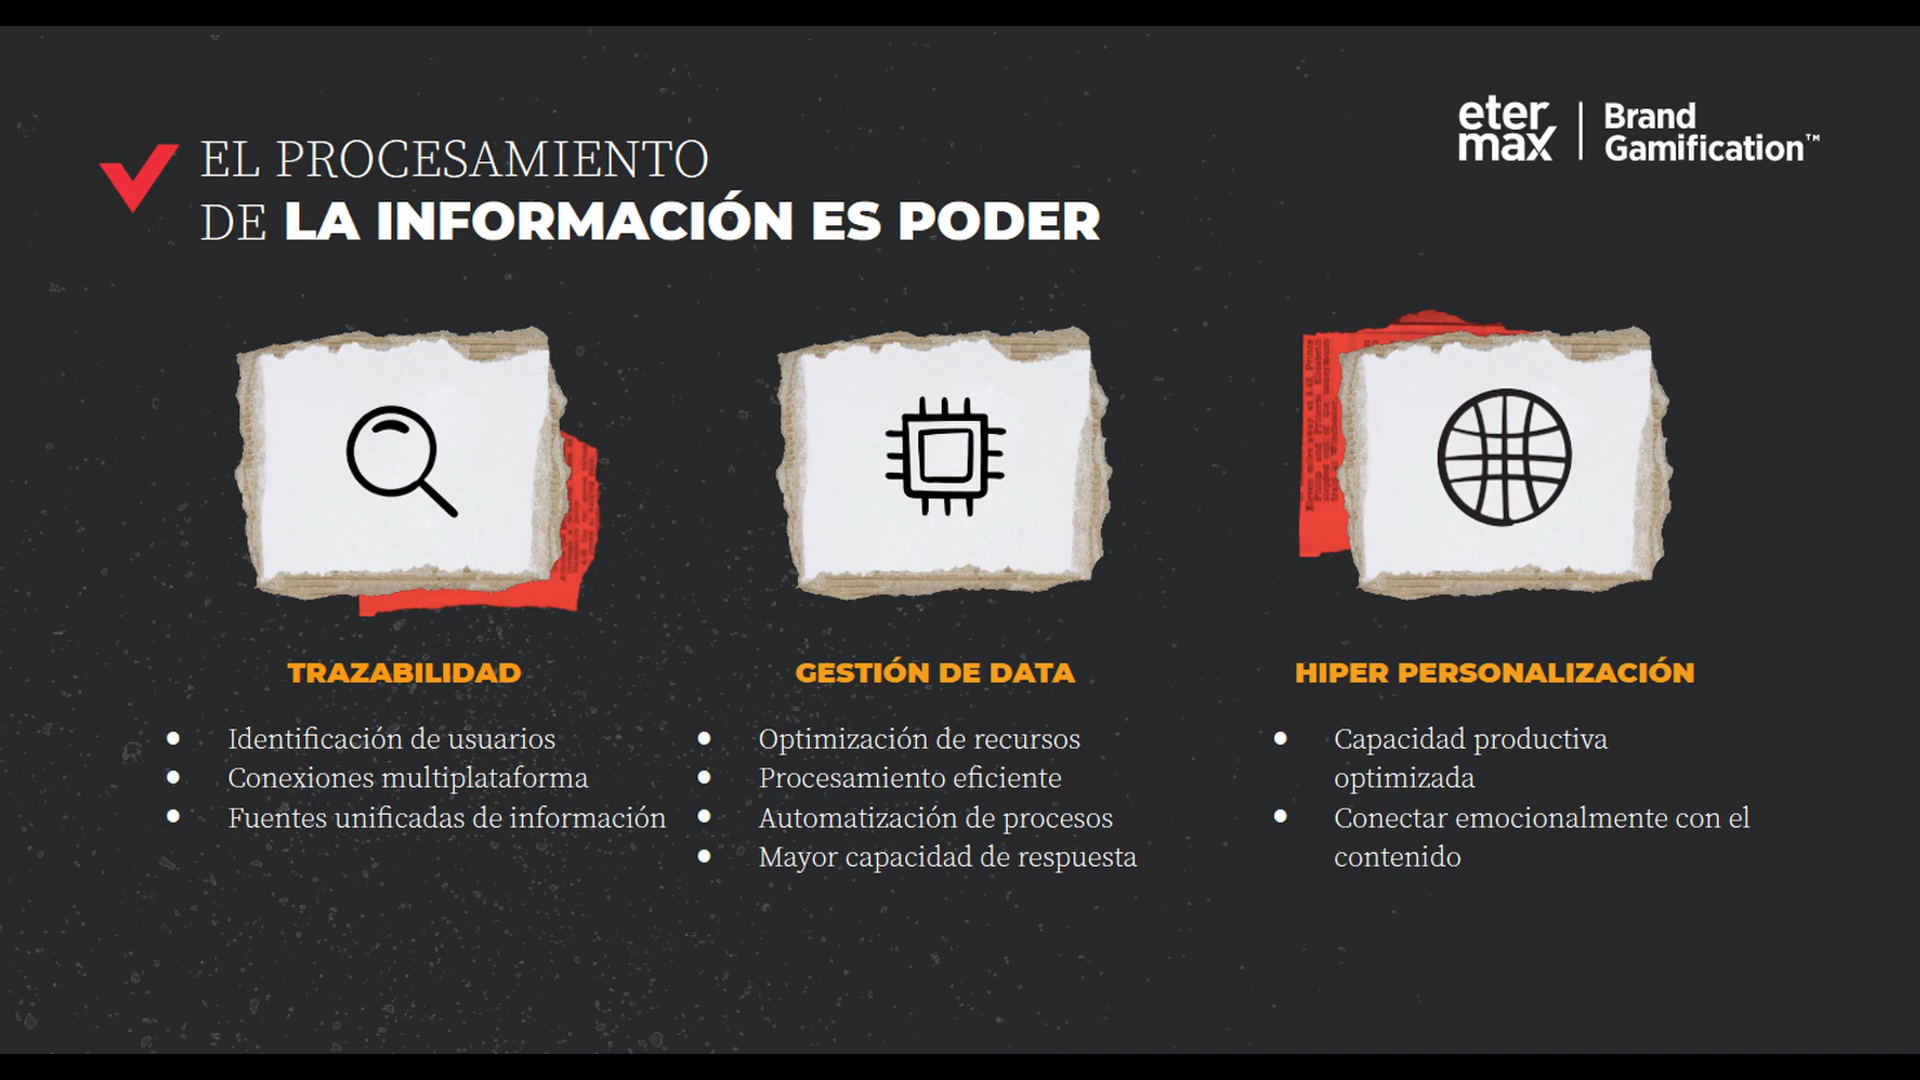 EL PROCESAMIENTO
DE LA INFORMACIÓN ES PODER
eter
max
Brand
Gamification™
TRAZABILIDAD
• Identificación de usuarios
• Conexiones multiplataforma
• Fuentes unificadas de información
GESTIÓN DE DATA
• Optimización de recursos
• Procesamiento eficiente
• Automatización de procesos
• Mayor capacidad de respuesta
HIPER PERSONALIZACIÓN
• Capacidad productiva
optimizada
• Conectar emocionalmente con el
contenido